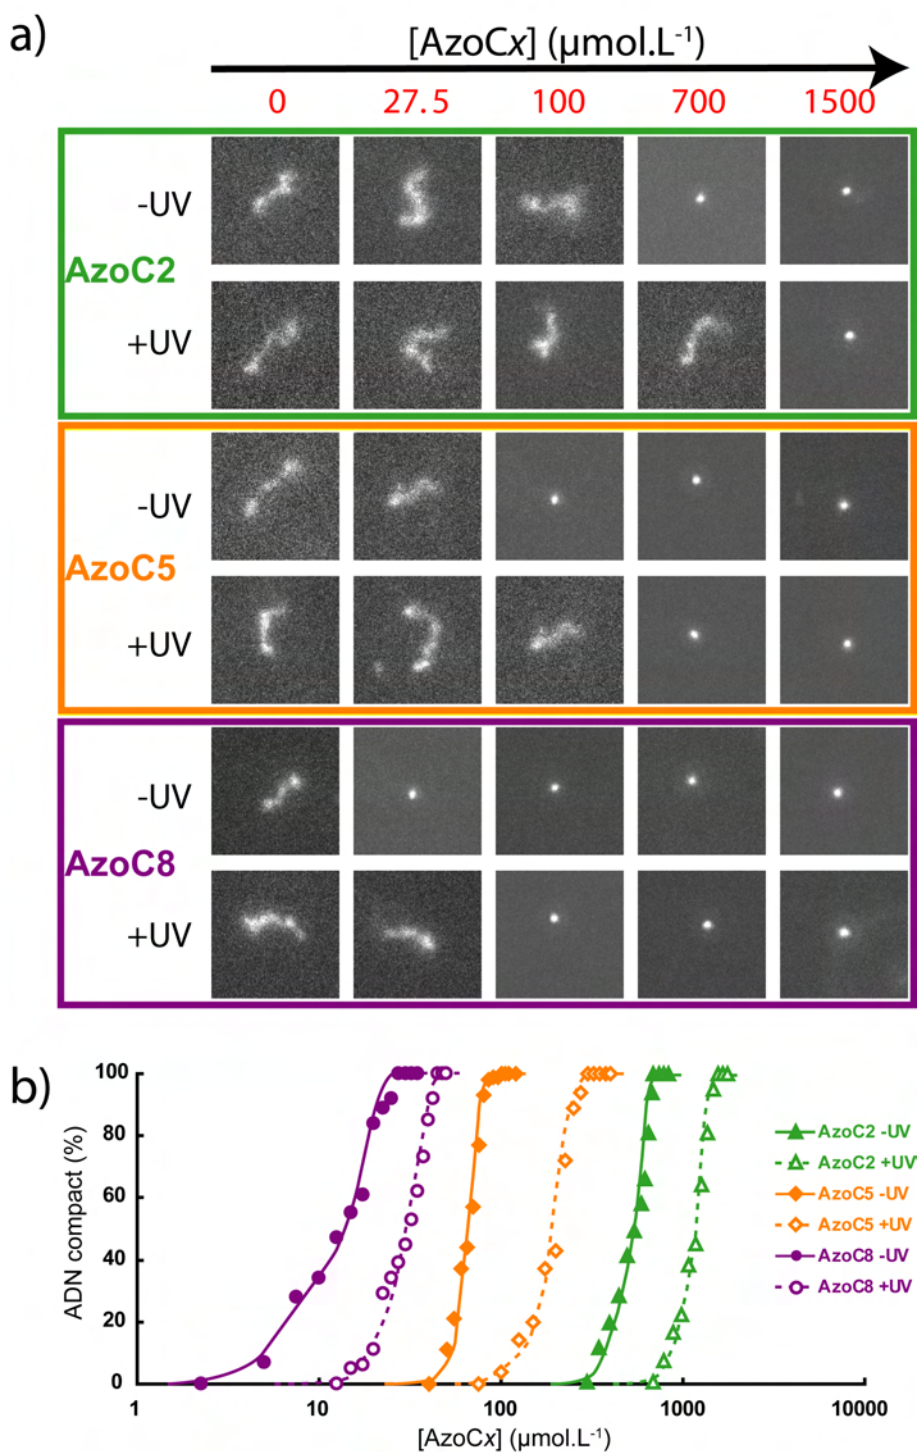 a)
[AzoCx] (µmol.L⁻¹)
0 27.5 100 700 1500
-UV
AzoC2
+UV
-UV
AzoC5
+UV
-UV
AzoC8
+UV
b)
ADN compact (%)
100
80
60
40
20
0
1 10 100 1000 10000
[AzoCx] (µmol.L⁻¹)
AzoC2 -UV
AzoC2 +UV
AzoC5 -UV
AzoC5 +UV
AzoC8 -UV
AzoC8 +UV